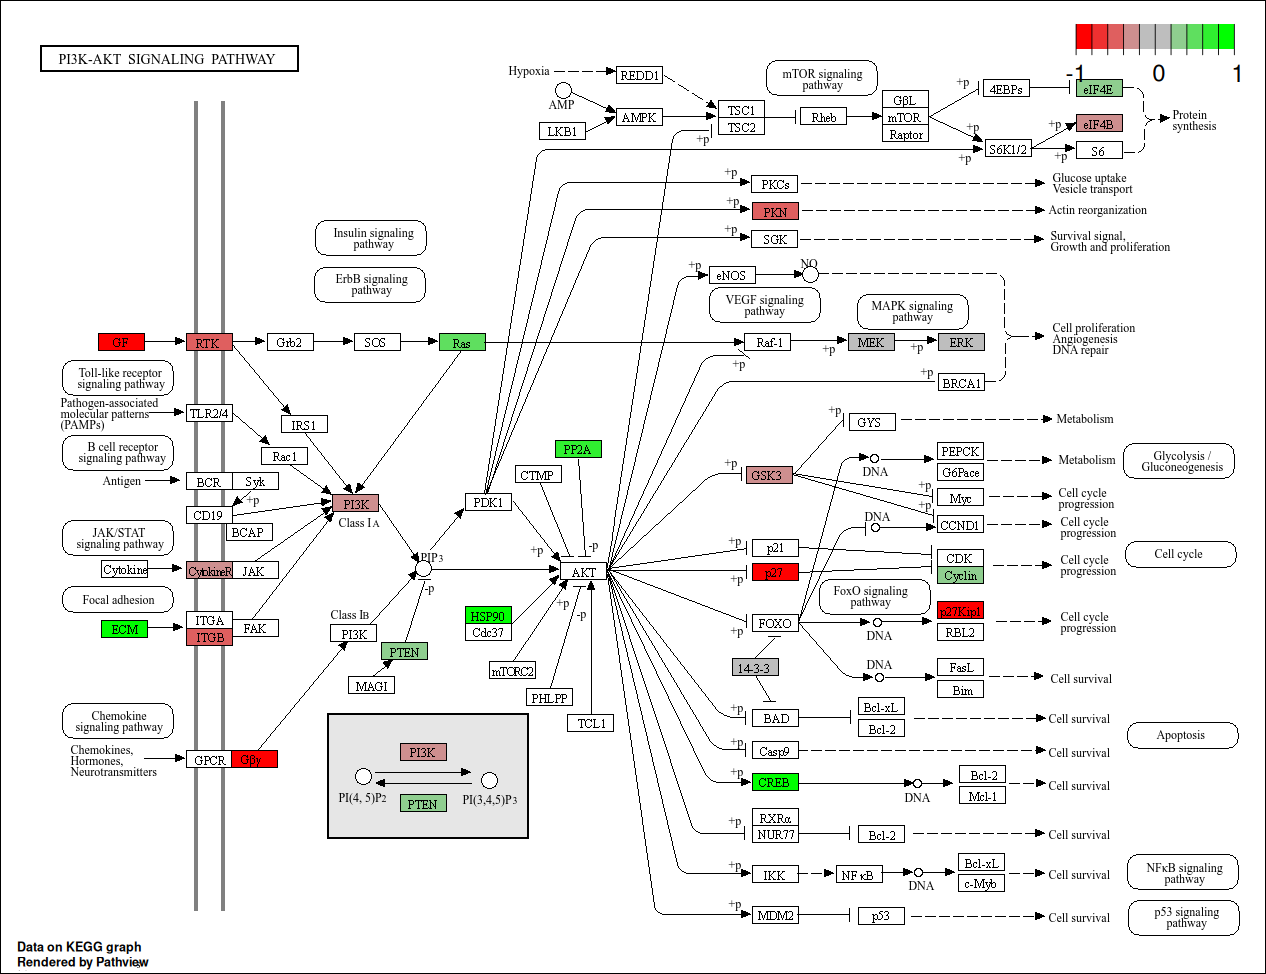 PI3K-AKT SIGNALING PATHWAY
-1 0 1
Hypoxia
REDD1
mTOR signaling
pathway
AMP
LKB1
AMPK
TSC1
TSC2
+p
Rheb
GβL
mTOR
Raptor
+p
4EBPs
eIF4E
+p
+p
eIF4B
S6K1/2
+p
+p
S6
Protein
synthesis
+p
PKCs
Glucose uptake
Vesicle transport
+p
PKN
Actin reorganization
+p
SGK
Survival signal,
Growth and proliferation
Insulin signaling
pathway
ErbB signaling
pathway
+p
eNOS
NO
VEGF signaling
pathway
MAPK signaling
pathway
GF
RTK
Grb2
SOS
Ras
Raf-1
+p
+p
MEK
+p
ERK
Cell proliferation
Angiogenesis
DNA repair
+p
BRCA1
Toll-like receptor
signaling pathway
Pathogen-associated
molecular patterns
(PAMPs)
TLR2/4
IRS1
Rac1
B cell receptor
signaling pathway
Antigen
BCR
Syk
+p
CD19
BCAP
PI3K
Class IA
JAK/STAT
signaling pathway
Cytokine
CytokineR
JAK
Focal adhesion
ECM
ITGA
ITGB
FAK
Chemokine
signaling pathway
Chemokines,
Hormones,
Neurotransmitters
GPCR
Gβγ
PIP3
-p
Class IB
PI3K
PTEN
MAGI
PI3K
PI(4, 5)P2
PI(3,4,5)P3
PTEN
PDK1
CTMP
PP2A
+p
-p
AKT
HSP90
Cdc37
+p
-p
mTORC2
PHLPP
TCL1
+p
GYS
Metabolism
+p
GSK3
DNA
PEPCK
G6Pace
Metabolism
Glycolysis /
Gluconeogenesis
+p
Myc
Cell cycle
progression
DNA
+p
CCND1
Cell cycle
progression
+p
p21
+p
p27
CDK
Cyclin
Cell cycle
progression
Cell cycle
FoxO signaling
pathway
+p
FOXO
DNA
p27Kip1
RBL2
Cell cycle
progression
14-3-3
DNA
FasL
Bim
Cell survival
+p
BAD
Bcl-xL
Bcl-2
Cell survival
Apoptosis
+p
Casp9
Cell survival
+p
CREB
DNA
Bcl-2
Mcl-1
Cell survival
+p
RXRα
NUR77
Bcl-2
Cell survival
+p
IKK
NFκB
DNA
Bcl-xL
c-Myb
Cell survival
NFκB signaling
pathway
+p
MDM2
p53
Cell survival
p53 signaling
pathway
Data on KEGG graph
Rendered by Pathview